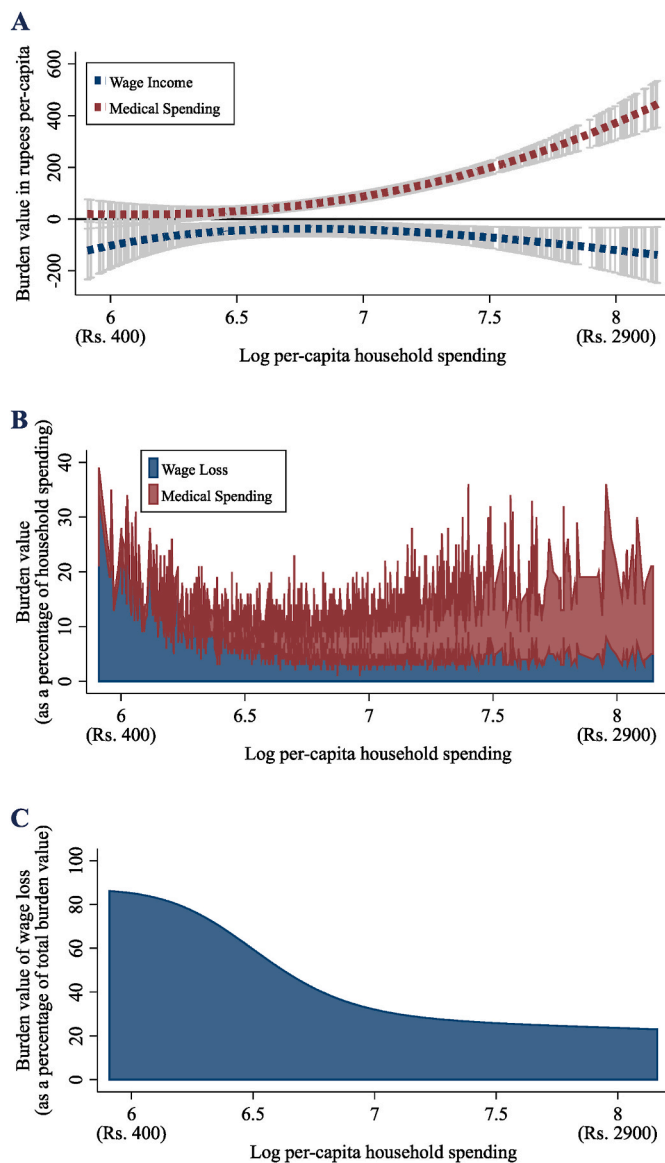 A
Burden value in rupees per-capita
600
400
200
0
-200
Wage Income
Medical Spending
6
6.5
7
7.5
8
(Rs. 400)
(Rs. 2900)
Log per-capita household spending
B
Burden value
(as a percentage of household spending)
40
30
20
10
0
Wage Loss
Medical Spending
6
6.5
7
7.5
8
(Rs. 400)
(Rs. 2900)
Log per-capita household spending
C
Burden value of wage loss
(as a percentage of total burden value)
100
80
60
40
20
0
6
6.5
7
7.5
8
(Rs. 400)
(Rs. 2900)
Log per-capita household spending